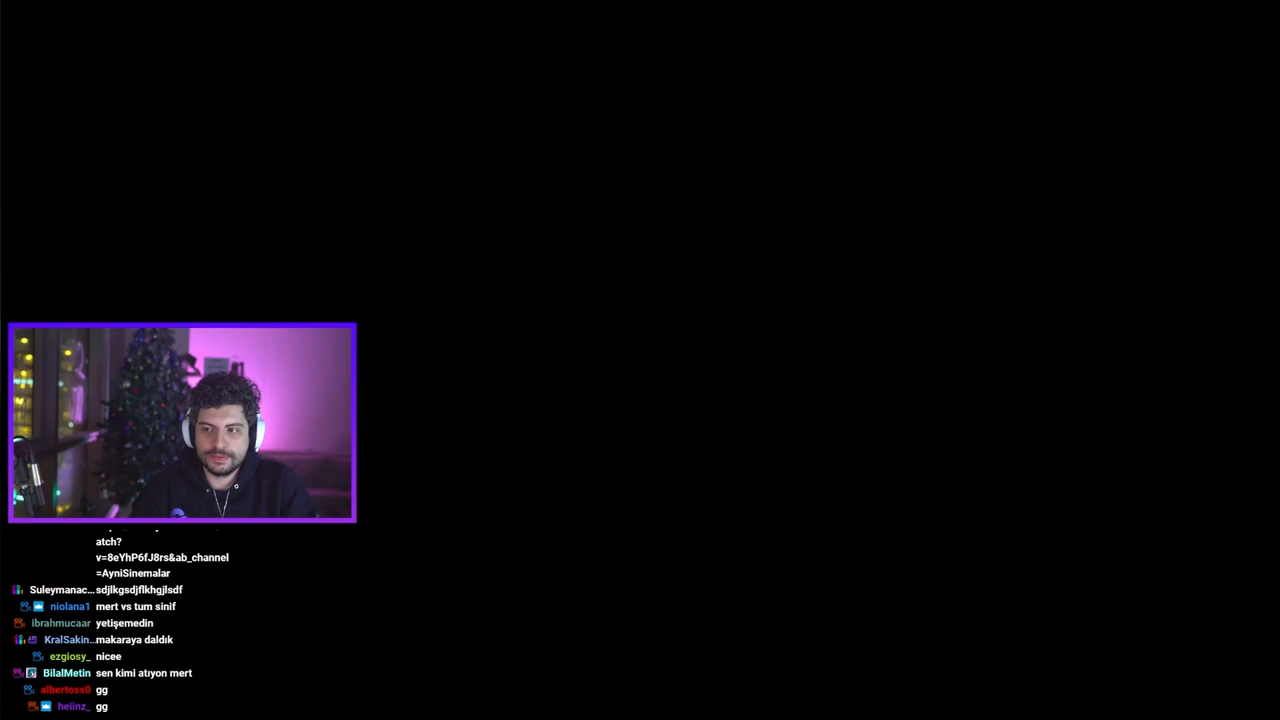 atch?
v=8eYhP6fJ8rs&ab_channel
=AyniSinemalar
Suleymanac... sdjlkgsdjflkhgjlsdf
niolana1 mert vs tum sinif
ibrahmucaar yetişemedin
KralSakin... makaraya daldık
ezgiosy_ nicee
BilalMetin sen kimi atıyon mert
albertoss0 gg
heiinz_ gg